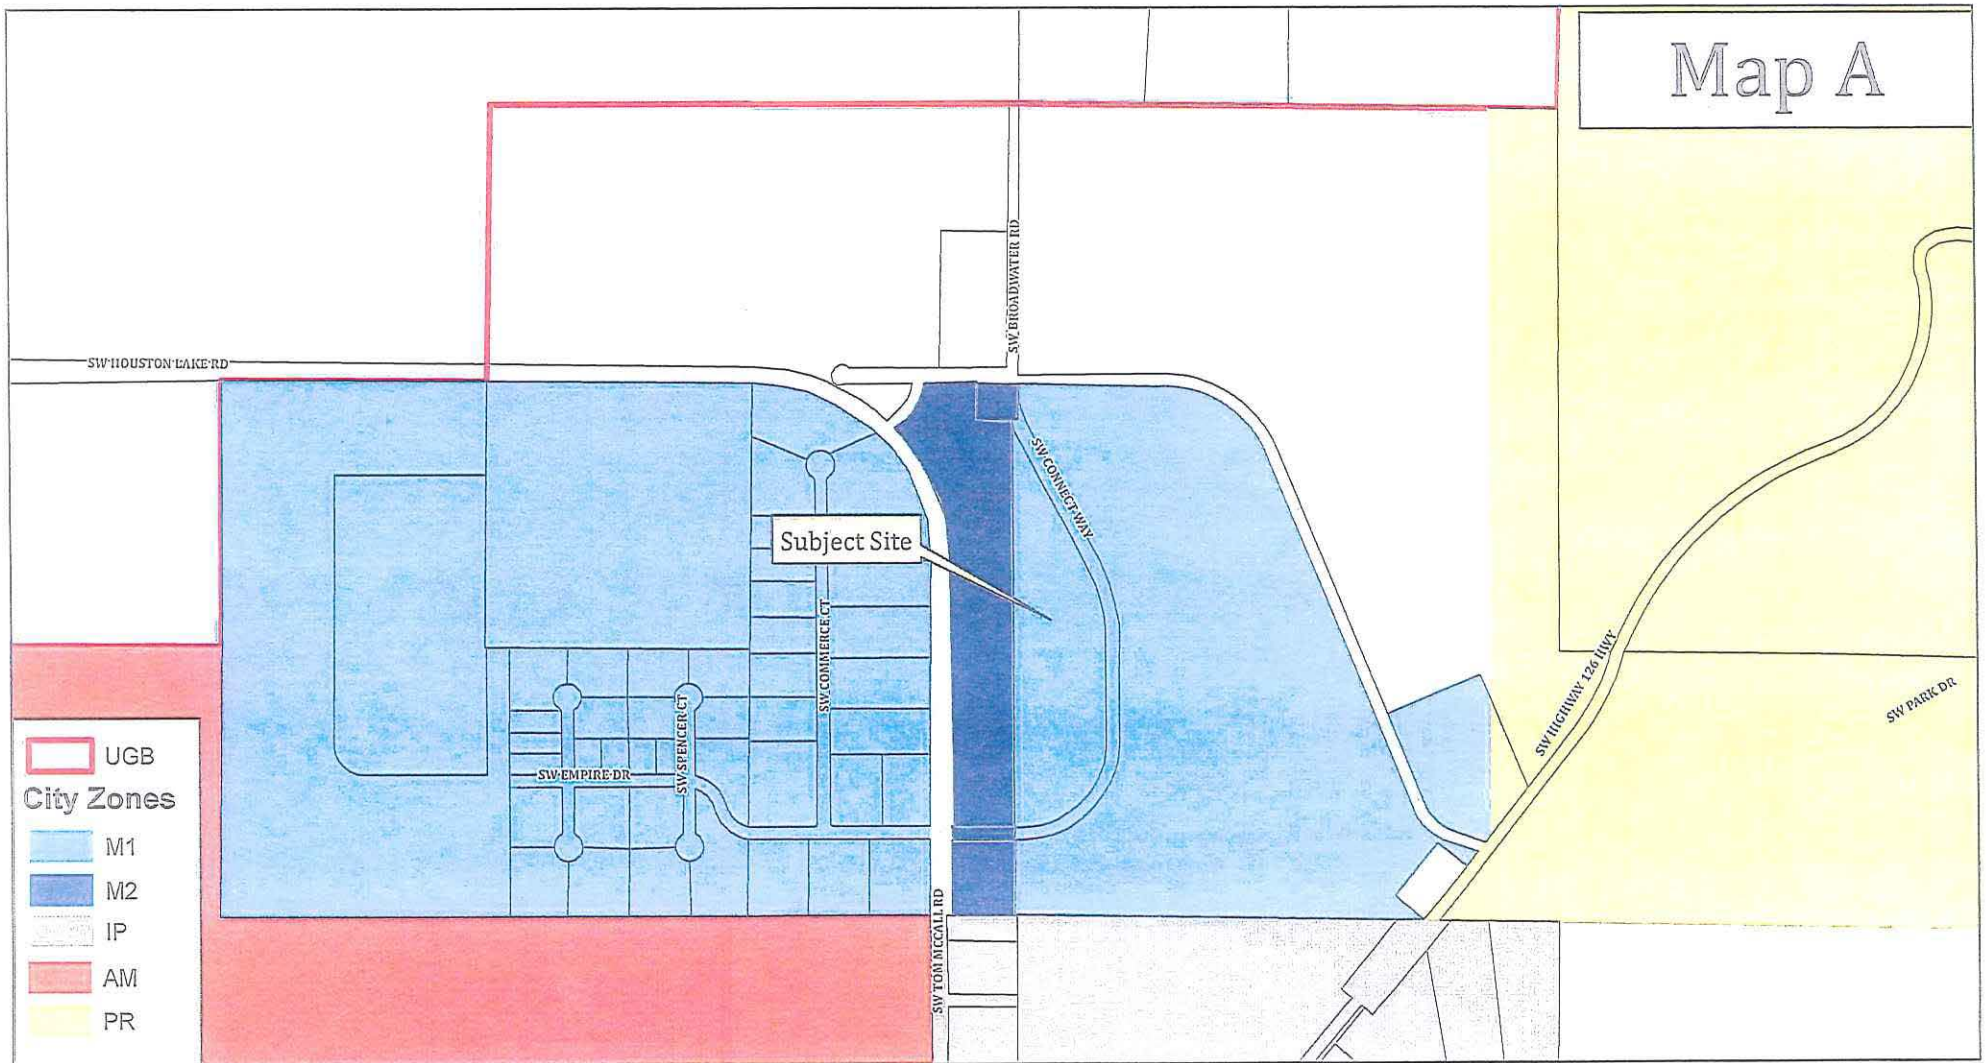 Map A
SW BROADWATER RD
SW HOUSTON LAKE RD
SW CONNECT WAY
Subject Site
SW COMMERCE CT
SW HIGHWAY 126 HWY
SW PARK DR
SW SPENCER CT
SW EMPIRE DR
SW TOM MCCALL RD
UGB
City Zones
M1
M2
IP
AM
PR